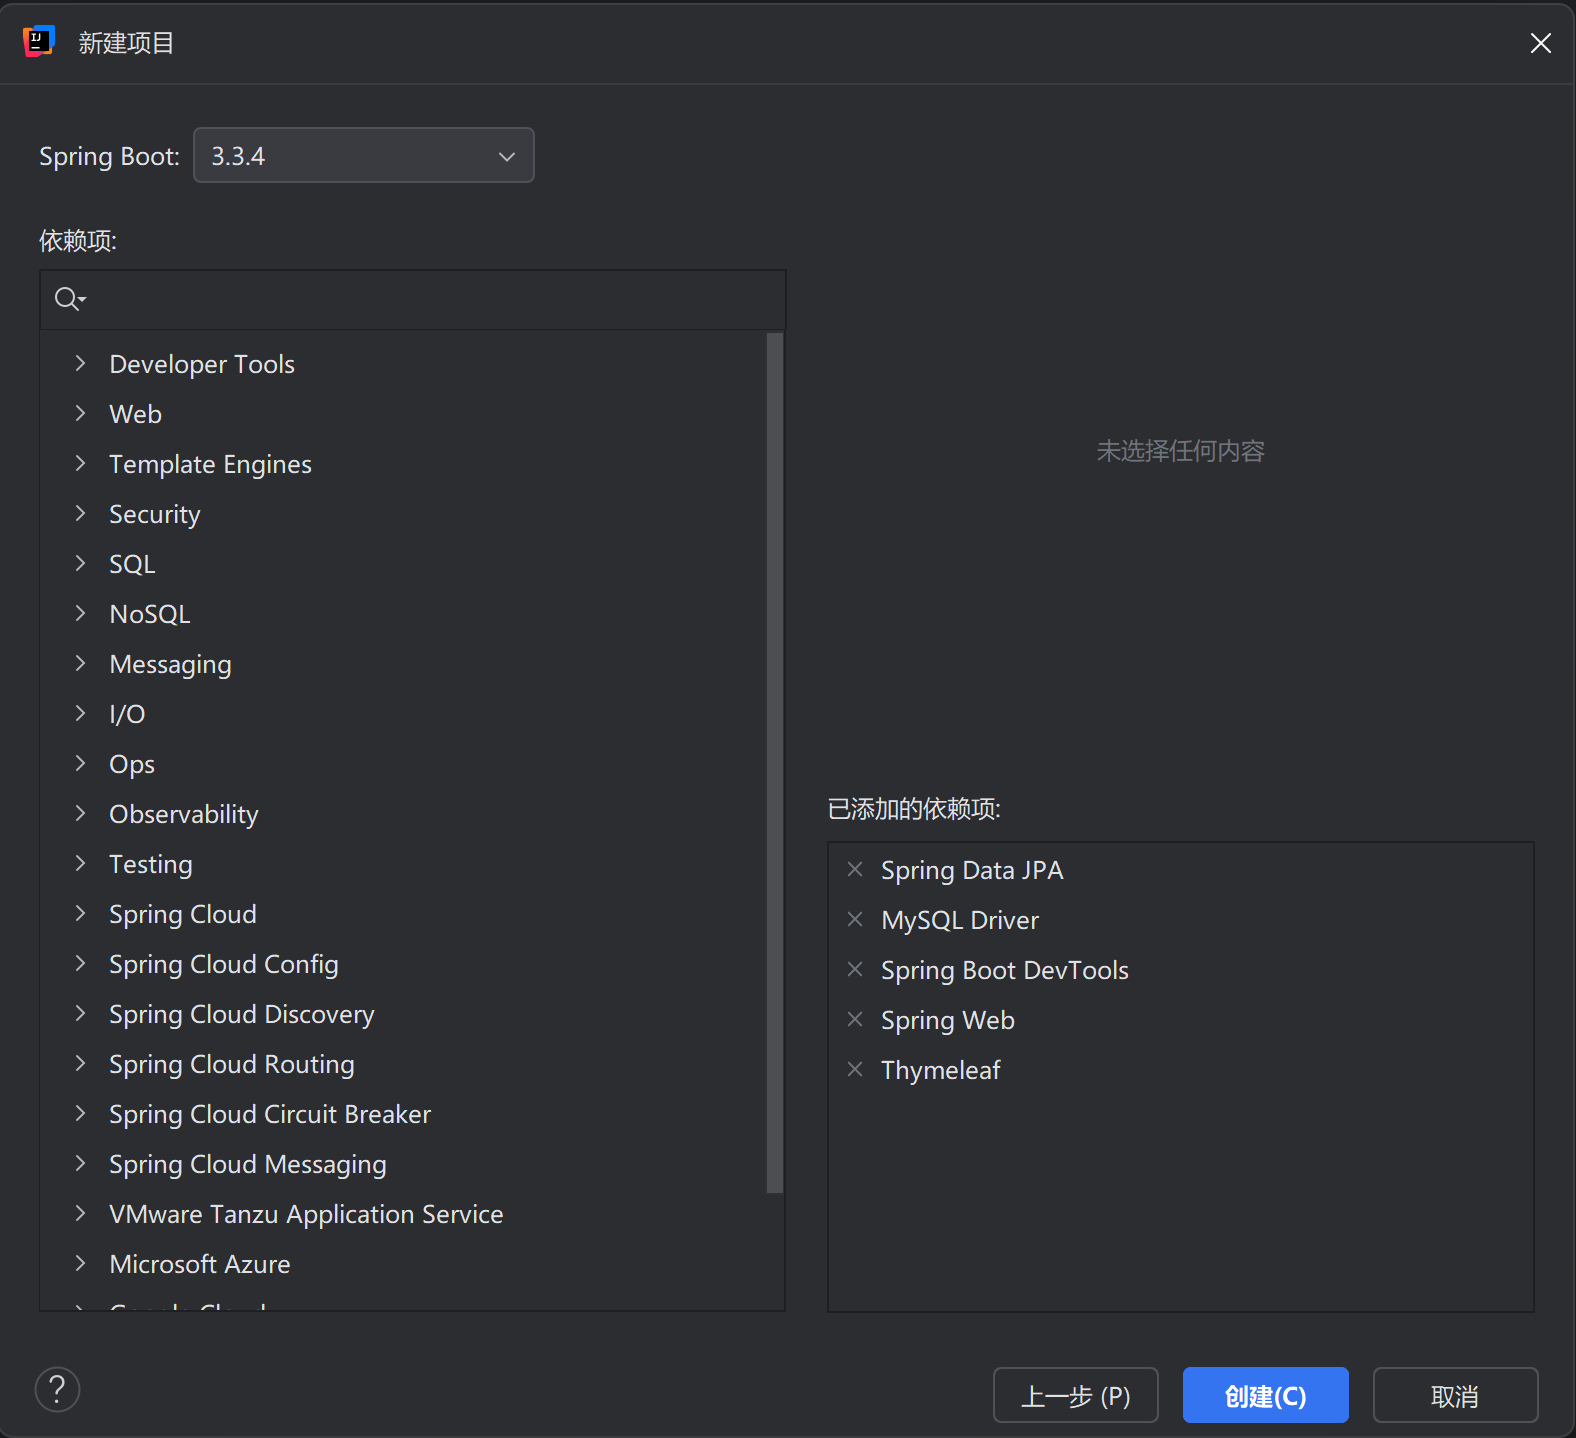 新建项目
Spring Boot:
3.3.4
依赖项:
Developer Tools
Web
Template Engines
Security
SQL
NoSQL
Messaging
I/O
Ops
Observability
Testing
Spring Cloud
Spring Cloud Config
Spring Cloud Discovery
Spring Cloud Routing
Spring Cloud Circuit Breaker
Spring Cloud Messaging
VMware Tanzu Application Service
Microsoft Azure
Google Cloud
未选择任何内容
已添加的依赖项:
Spring Data JPA
MySQL Driver
Spring Boot DevTools
Spring Web
Thymeleaf
?
上一步 (P)
创建(C)
取消